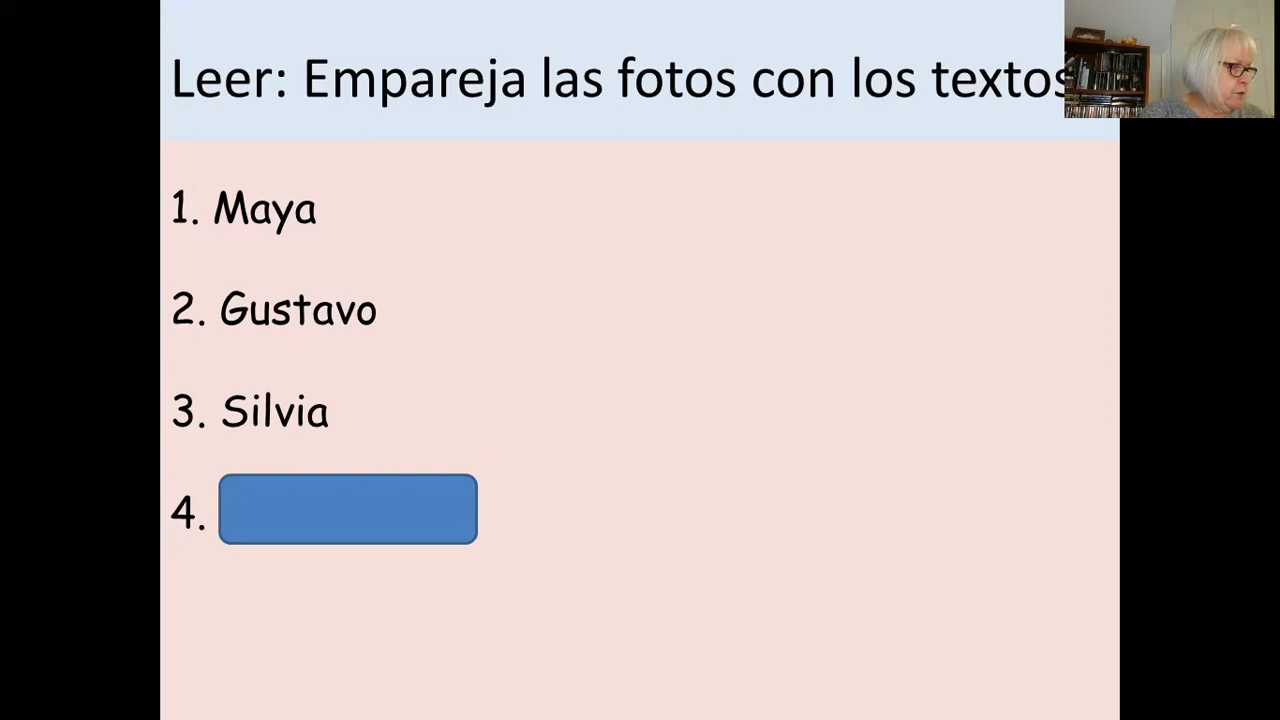 Leer: Empareja las fotos con los textos
1. Maya
2. Gustavo
3. Silvia
4.